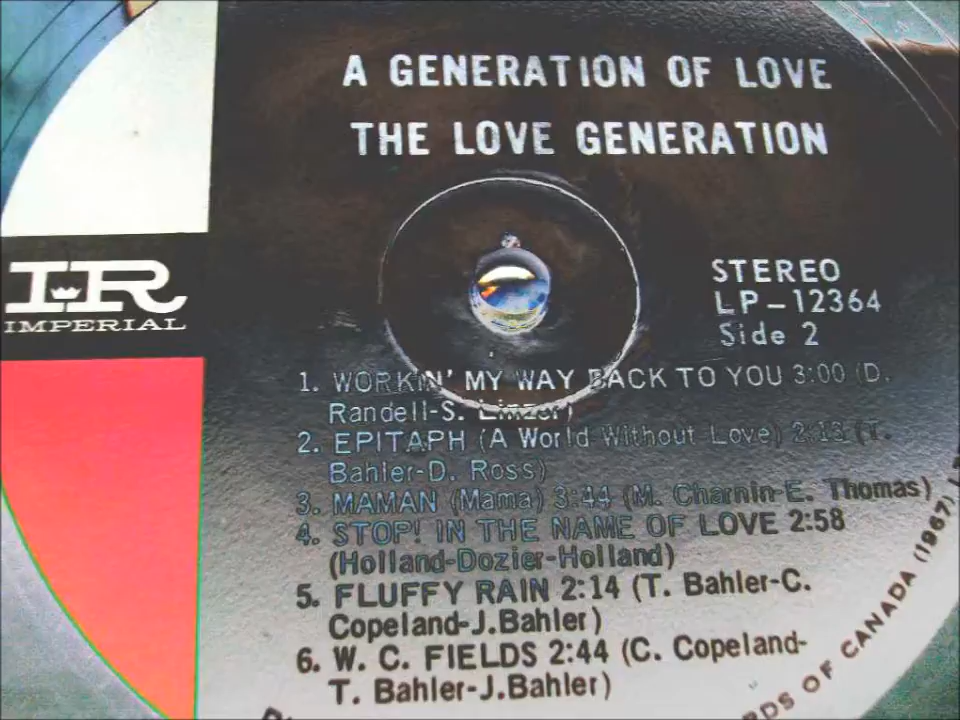 A GENERATION OF LOVE
THE LOVE GENERATION
IR
IMPERIAL
STEREO
LP-12364
Side 2
1. WORKIN' MY WAY BACK TO YOU 3:00 (D.
Randell-S. Linzer)
2. EPITAPH (A World Without Love) 2:13 (T.
Bahler-D. Ross)
3. MAMAN (Mama) 3:44 (M. Charnin-E. Thomas)
4. STOP! IN THE NAME OF LOVE 2:58
(Holland-Dozier-Holland)
5. FLUFFY RAIN 2:14 (T. Bahler-C.
Copeland-J.Bahler)
6. W. C. FIELDS 2:44 (C. Copeland-
T. Bahler-J.Bahler)
OF CANADA (1967)